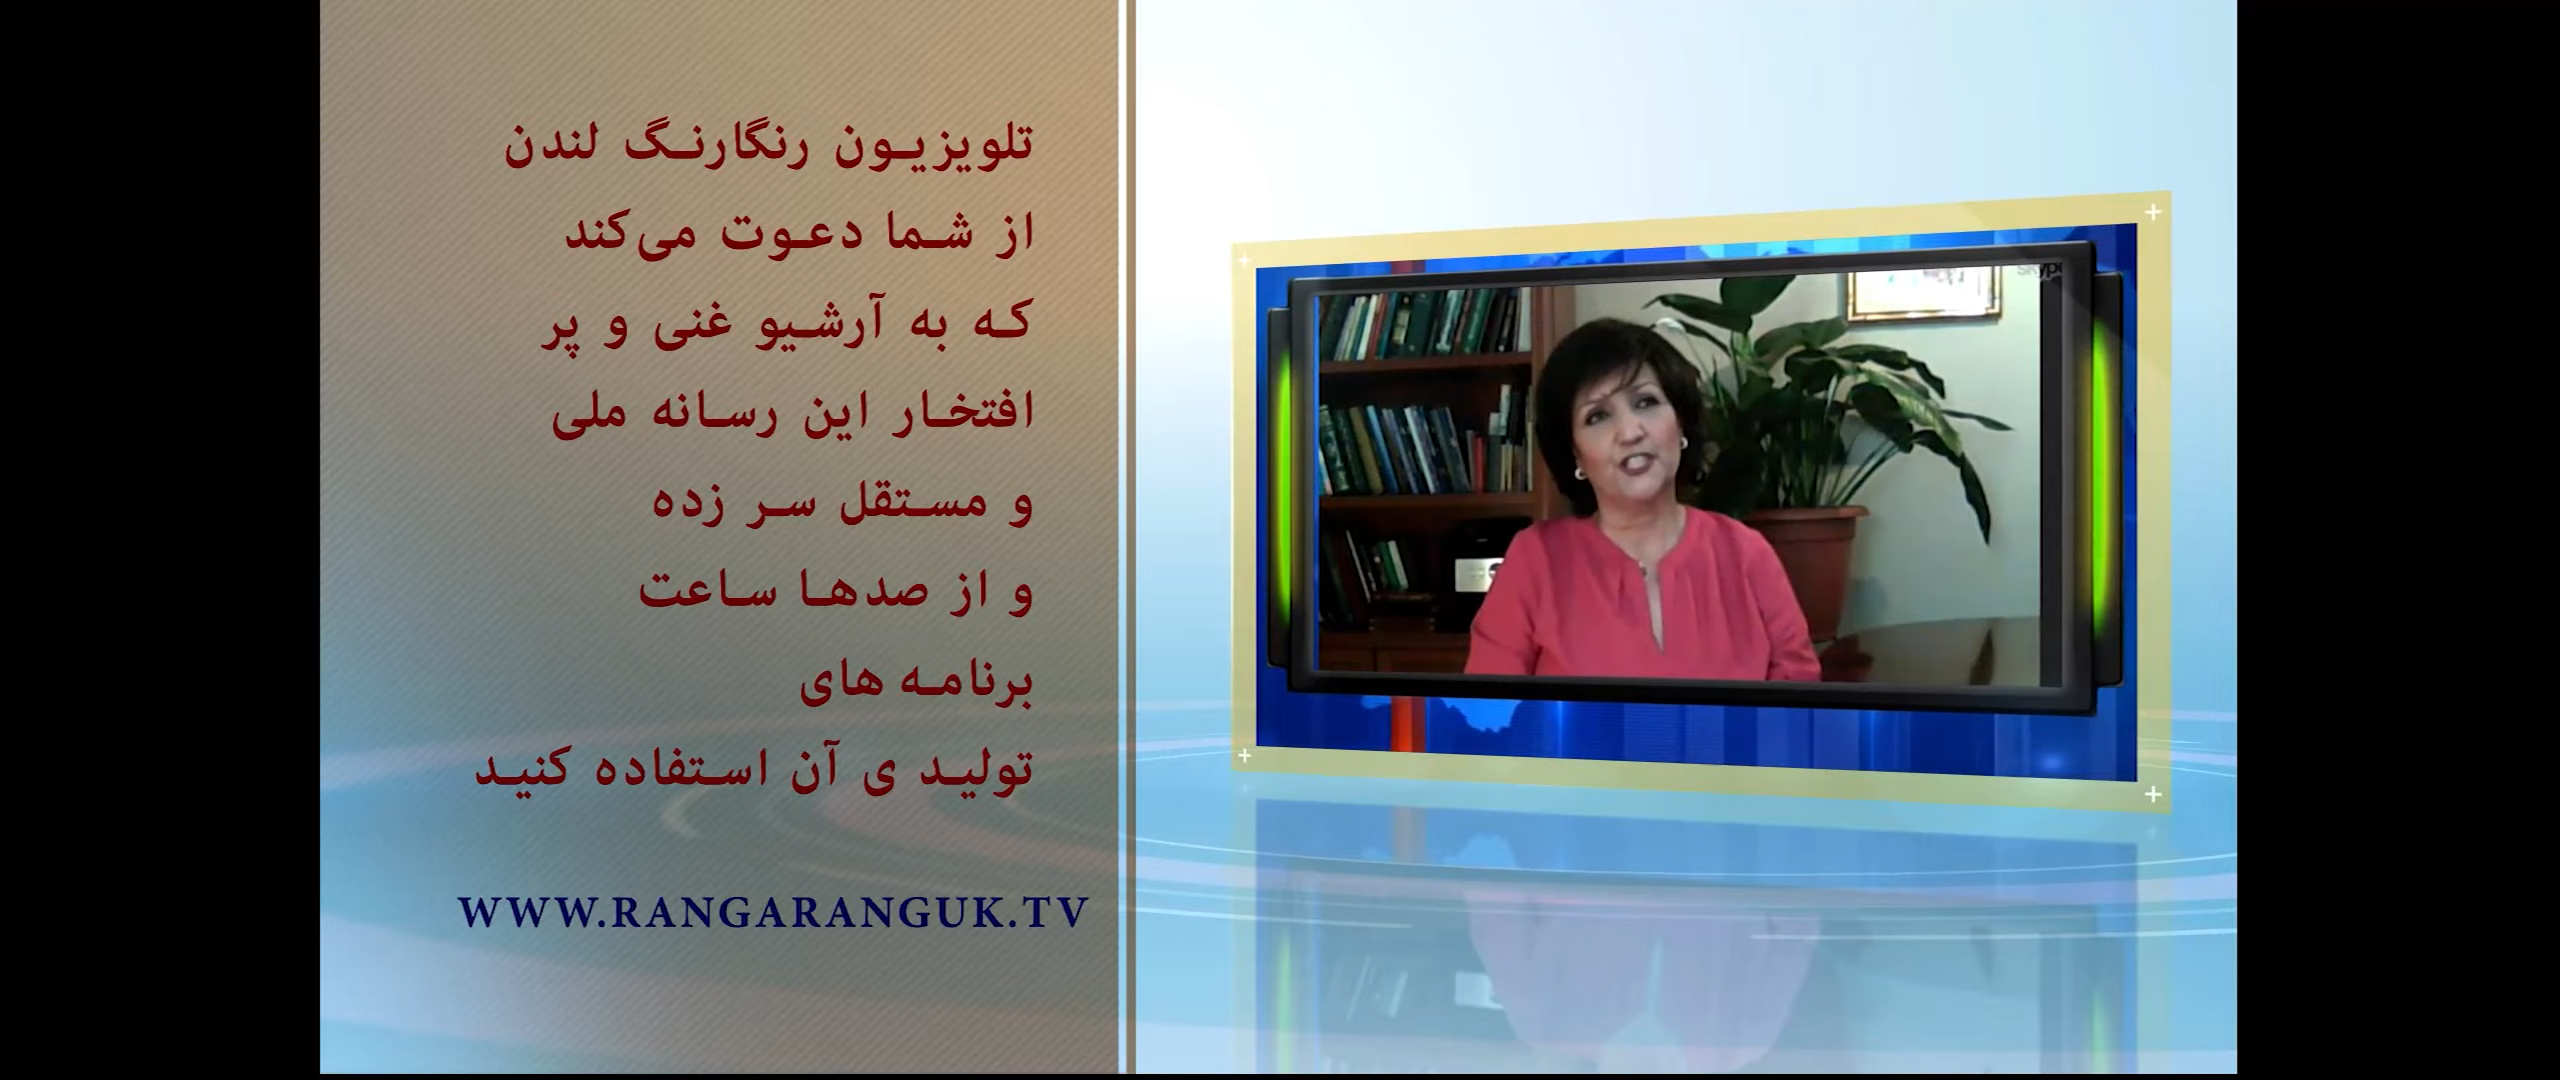 تلویزیون رنگارنگ لندن
از شما دعوت می‌کند
که به آرشیو غنی و پر
افتخار این رسانه ملی
و مستقل سر زده
و از صدها ساعت
برنامه های
تولید ی آن استفاده کنید
WWW.RANGARANGUK.TV
skype